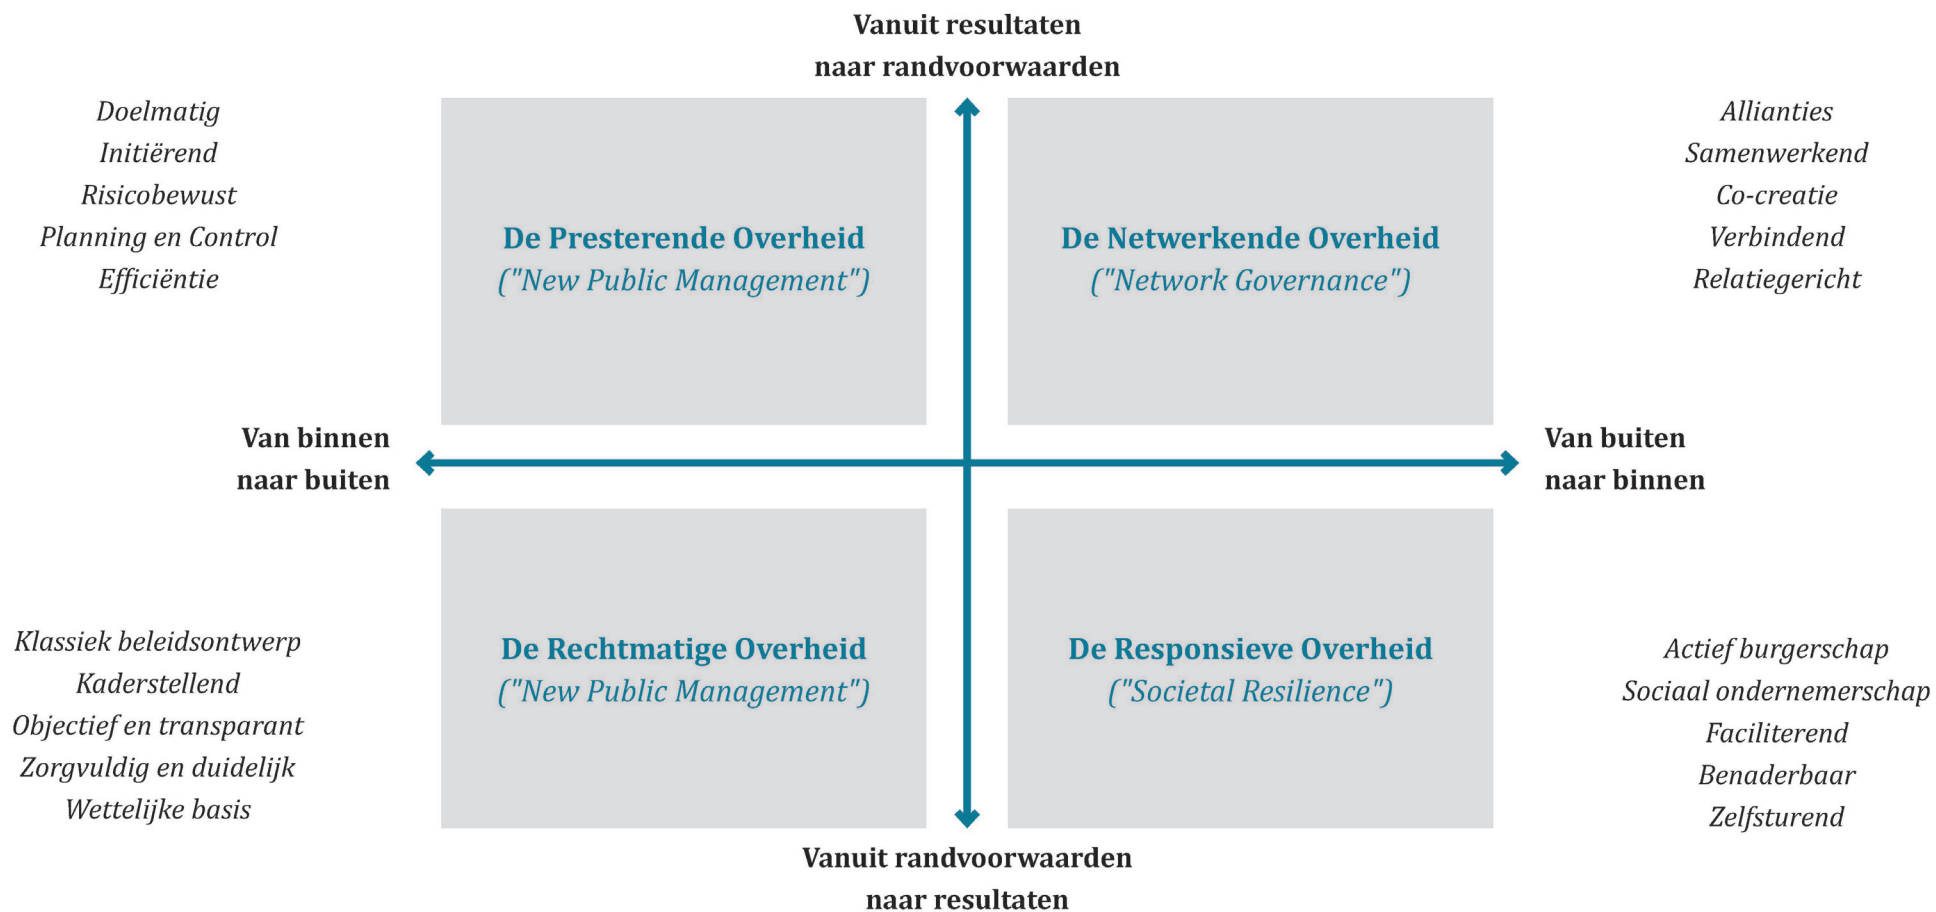 Vanuit resultaten
naar randvoorwaarden
Doelmatig
Initiërend
Risicobewust
Planning en Control
Efficiëntie
De Presterende Overheid
("New Public Management")
De Netwerkende Overheid
("Network Governance")
Allianties
Samenwerkend
Co-creatie
Verbindend
Relatiegericht
Van binnen
naar buiten
Van buiten
naar binnen
Klassiek beleidsontwerp
Kaderstellend
Objectief en transparant
Zorgvuldig en duidelijk
Wettelijke basis
De Rechtmatige Overheid
("New Public Management")
De Responsieve Overheid
("Societal Resilience")
Actief burgerschap
Sociaal ondernemerschap
Faciliterend
Benaderbaar
Zelfsturend
Vanuit randvoorwaarden
naar resultaten